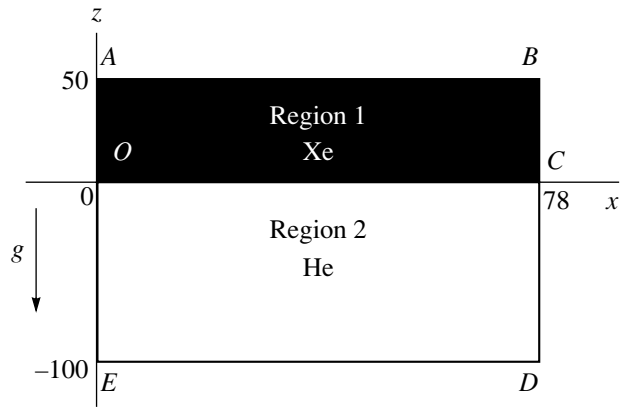 z
A B
50
Region 1
O Xe C
0 78 x
Region 2
g He
–100
E D